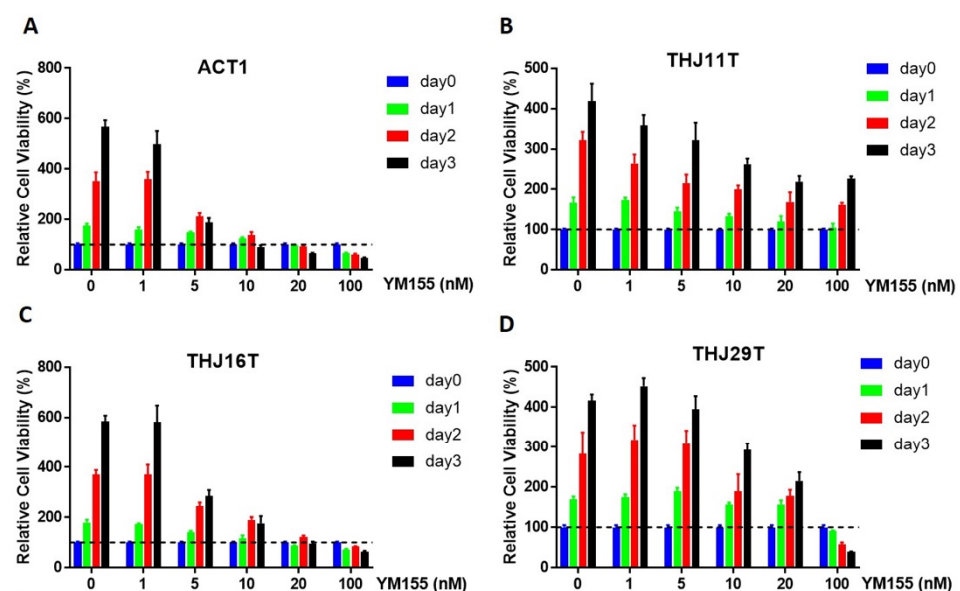 A
ACT1
Relative Cell Viability (%)
800
600
400
200
0
0 1 5 10 20 100 YM155 (nM)
day0
day1
day2
day3
B
THJ11T
Relative Cell Viability (%)
500
400
300
200
100
0
0 1 5 10 20 100 YM155 (nM)
day0
day1
day2
day3
C
THJ16T
Relative Cell Viability (%)
800
600
400
200
0
0 1 5 10 20 100 YM155 (nM)
day0
day1
day2
day3
D
THJ29T
Relative Cell Viability (%)
500
400
300
200
100
0
0 1 5 10 20 100 YM155 (nM)
day0
day1
day2
day3